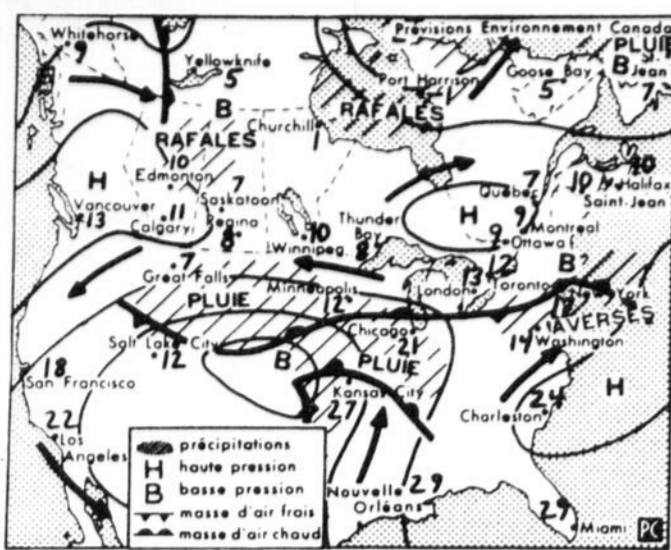 Prévisions Environnement Canada
Whitehorse
9
Yellowknife
5
Port Harrison
Goose Bay
5
PLUIE
B
Jean
7
B
RAFALES
RAFALES
Churchill
10
Edmonton
H
Vancouver
13
11
Calgary
7
Saskatoon
Regina
10
Winnipeg
Thunder
Bay
8
H
Québec
7
9
Montréal
9
Ottawa
10
Halifax
Saint-Jean
7
Great Falls
PLUIE
Minneapolis
12
13
London
12
Toronto
B
York
AVERSES
Salt Lake City
12
Chicago
21
14
Washington
B
PLUIE
18
San Francisco
Kansas City
27
H
24
Charleston
22
Los
Angeles
précipitations
H haute pression
B basse pression
masse d'air frais
masse d'air chaud
29
Nouvelle
Orléans
29
Miami
PC